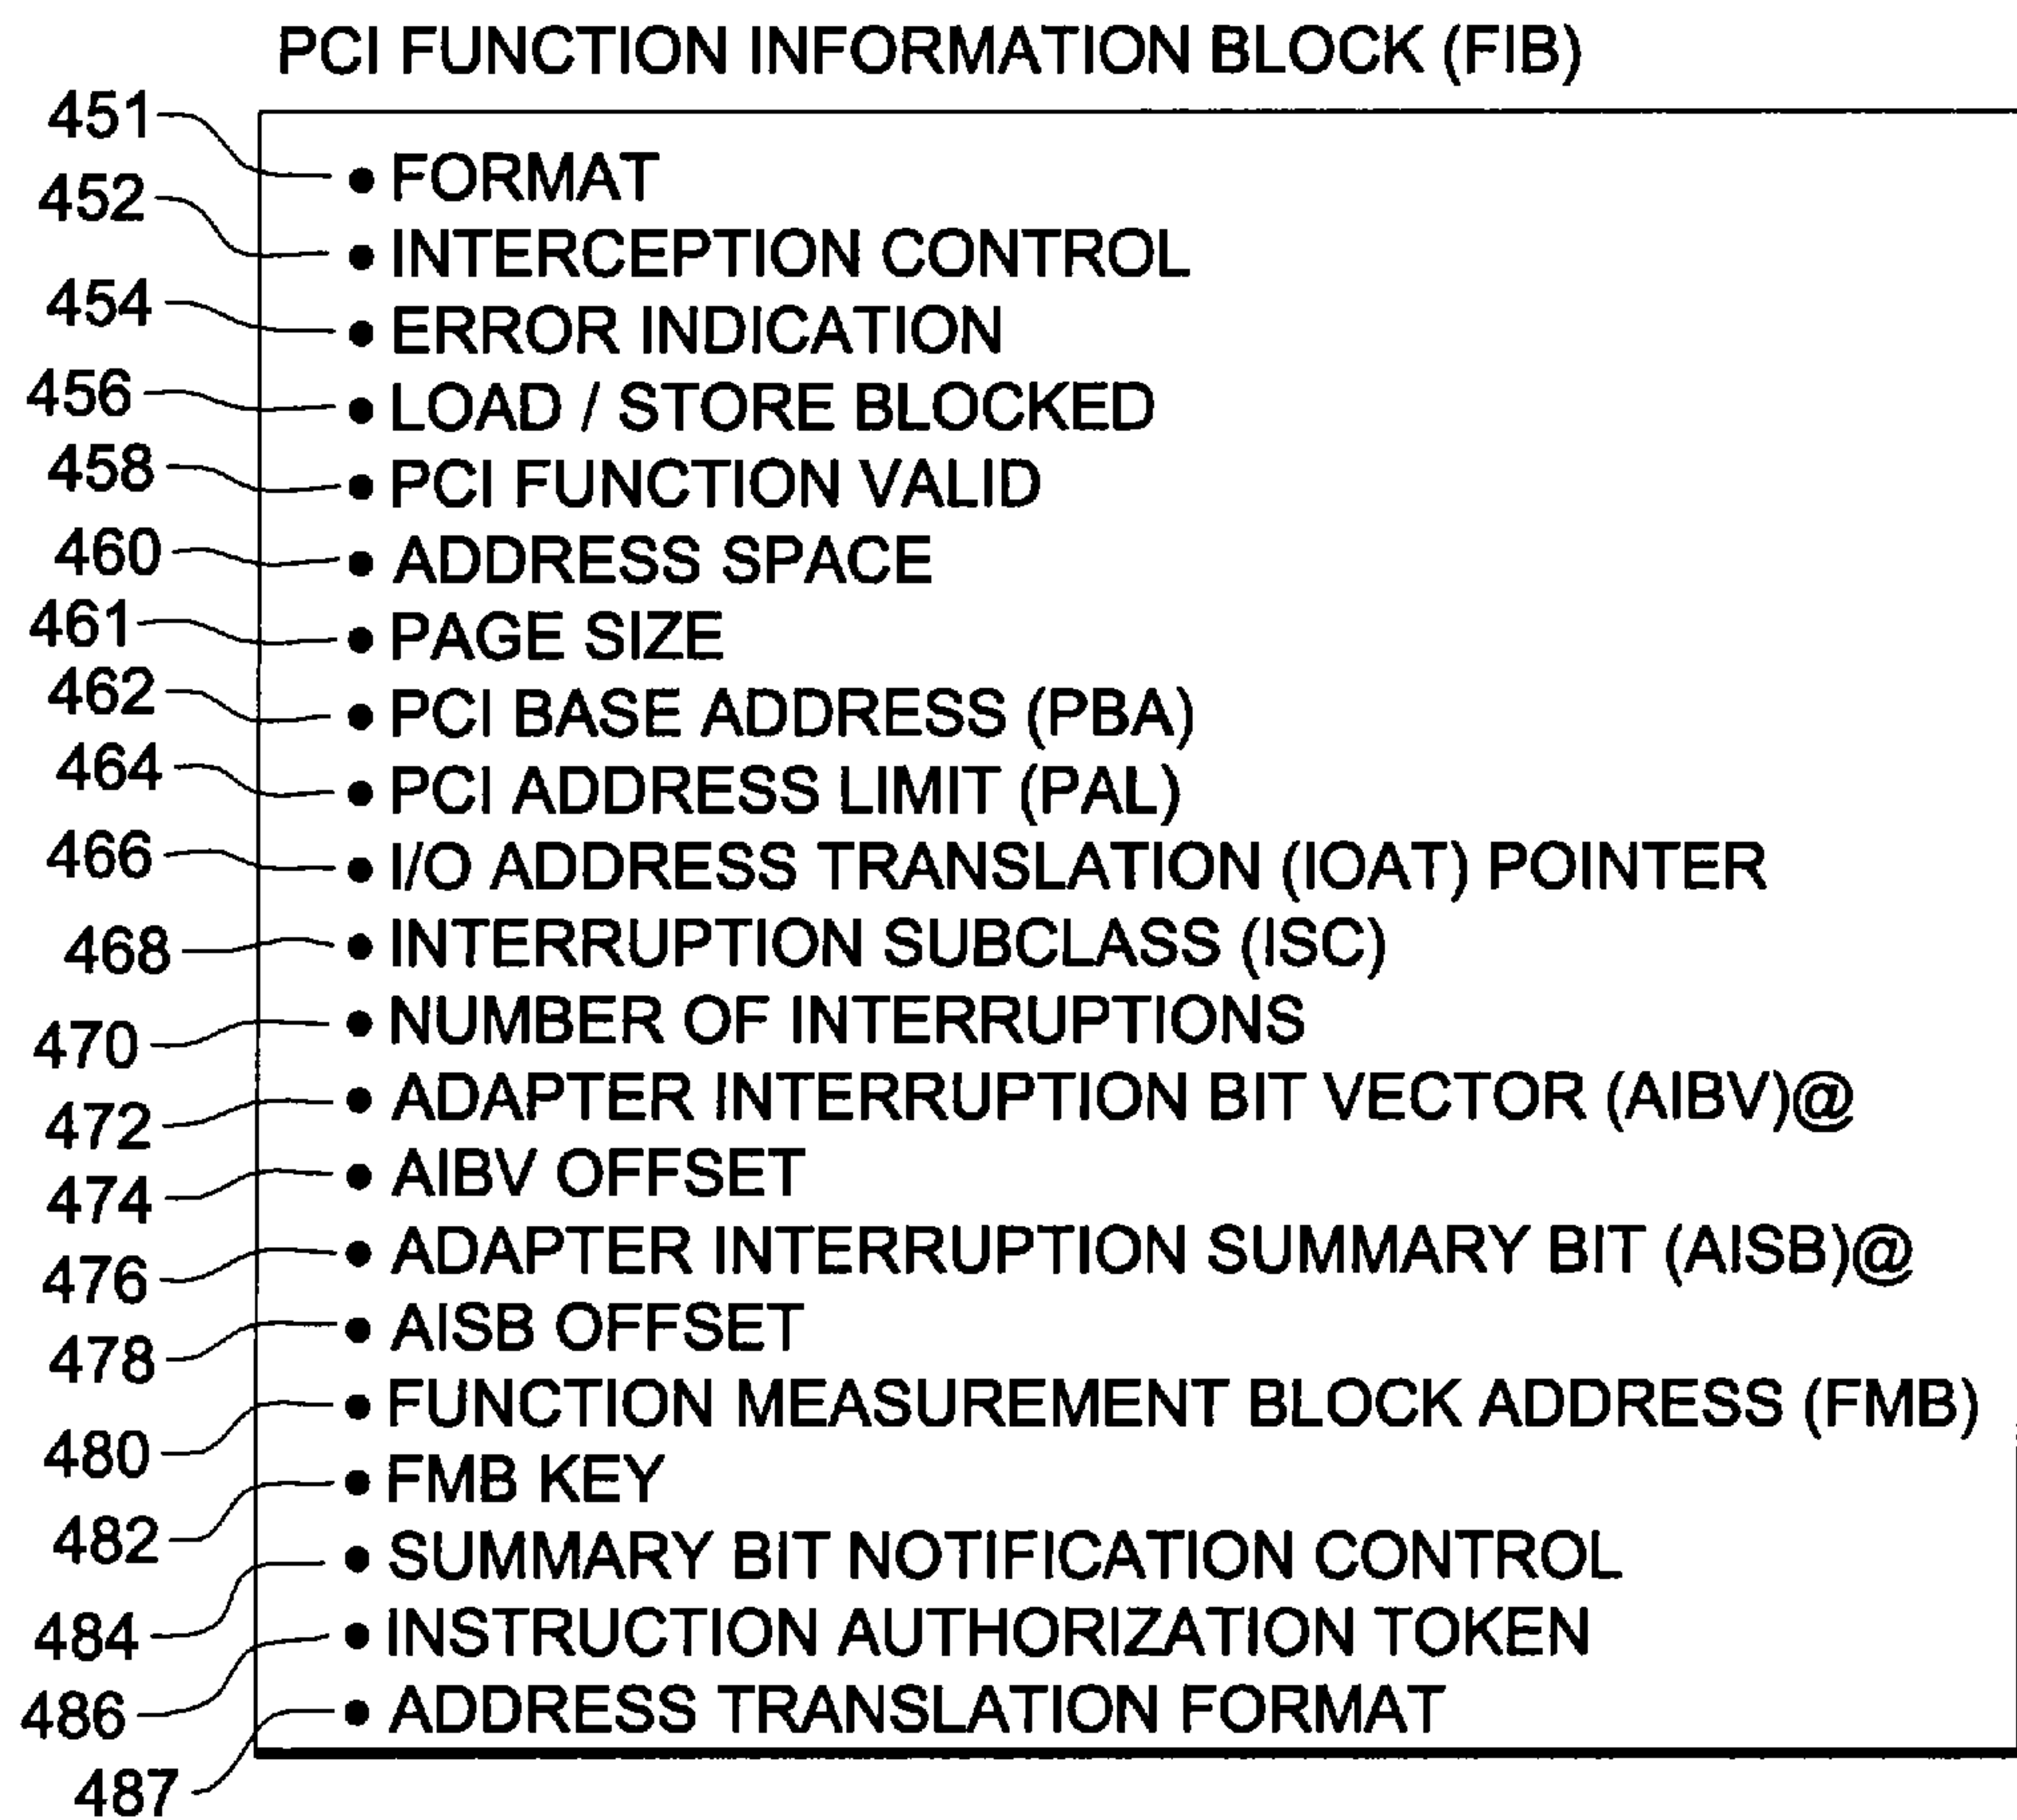 PCI FUNCTION INFORMATION BLOCK (FIB)
451 • FORMAT
452 • INTERCEPTION CONTROL
454 • ERROR INDICATION
456 • LOAD / STORE BLOCKED
458 • PCI FUNCTION VALID
460 • ADDRESS SPACE
461 • PAGE SIZE
462 • PCI BASE ADDRESS (PBA)
464 • PCI ADDRESS LIMIT (PAL)
466 • I/O ADDRESS TRANSLATION (IOAT) POINTER
468 • INTERRUPTION SUBCLASS (ISC)
470 • NUMBER OF INTERRUPTIONS
472 • ADAPTER INTERRUPTION BIT VECTOR (AIBV)@
474 • AIBV OFFSET
476 • ADAPTER INTERRUPTION SUMMARY BIT (AISB)@
478 • AISB OFFSET
480 • FUNCTION MEASUREMENT BLOCK ADDRESS (FMB)
482 • FMB KEY
484 • SUMMARY BIT NOTIFICATION CONTROL
486 • INSTRUCTION AUTHORIZATION TOKEN
487 • ADDRESS TRANSLATION FORMAT